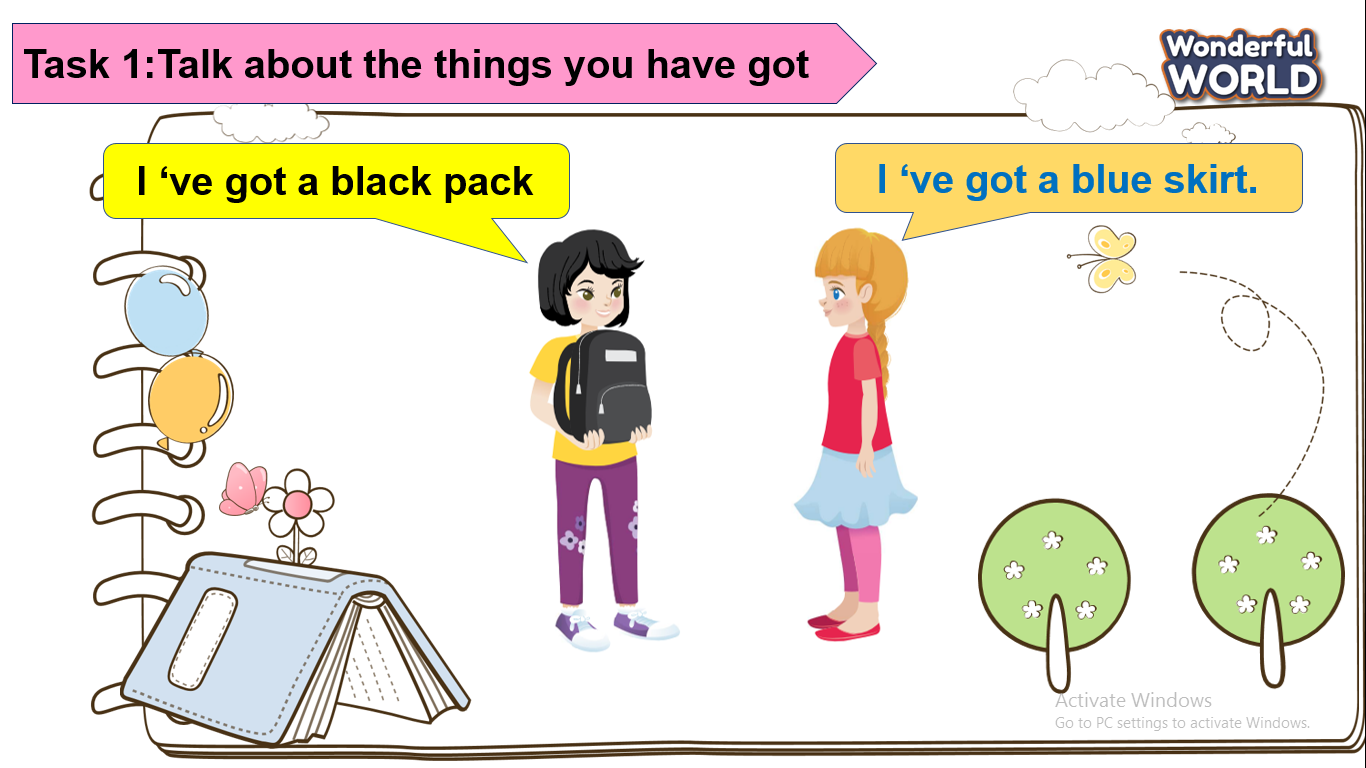 Task 1:Talk about the things you have got
Wonderful
WORLD
I ‘ve got a black pack
I ‘ve got a blue skirt.
Activate Windows
Go to PC settings to activate Windows.